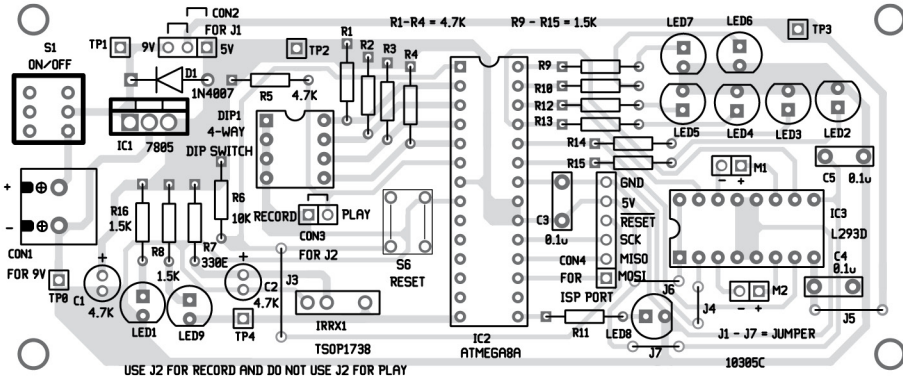 CON2
FOR J1
R1-R4 = 4.7K
R9 - R15 = 1.5K
LED7
LED6
TP3
S1
ON/OFF
TP1
9V
5V
TP2
R1
R2
R3
R4
D1
1N4007
R5
4.7K
R9
R10
R12
R13
R14
R15
LED5
LED4
LED3
LED2
IC1
7805
DIP1
4-WAY
DIP SWITCH
C5
0.1u
M1
- +
+
-
CON1
FOR 9V
R16
1.5K
R8
1.5K
R7
330E
R6
10K
RECORD
PLAY
CON3
FOR J2
S6
RESET
C3
0.1u
GND
5V
RESET
SCK
MISO
MOSI
CON4
FOR
ISP PORT
IC3
L293D
C4
0.1u
TP0
+
C1
4.7K
LED1
LED9
+
C2
4.7K
TP4
J3
IRRX1
TSOP1738
IC2
ATMEGA8A
R11
LED8
J6
J7
J4
M2
- +
J5
J1 - J7 = JUMPER
10305C
USE J2 FOR RECORD AND DO NOT USE J2 FOR PLAY